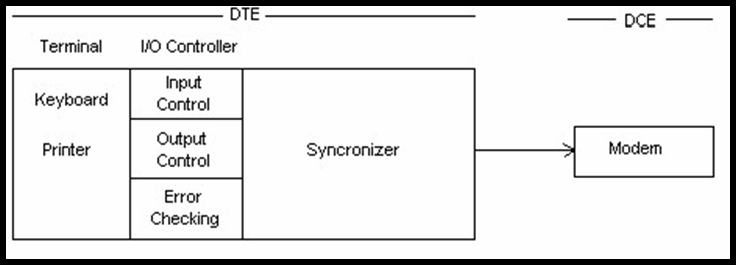 DTE
DCE
Terminal
I/O Controller
Keyboard
Printer
Input
Control
Output
Control
Error
Checking
Syncronizer
Modem